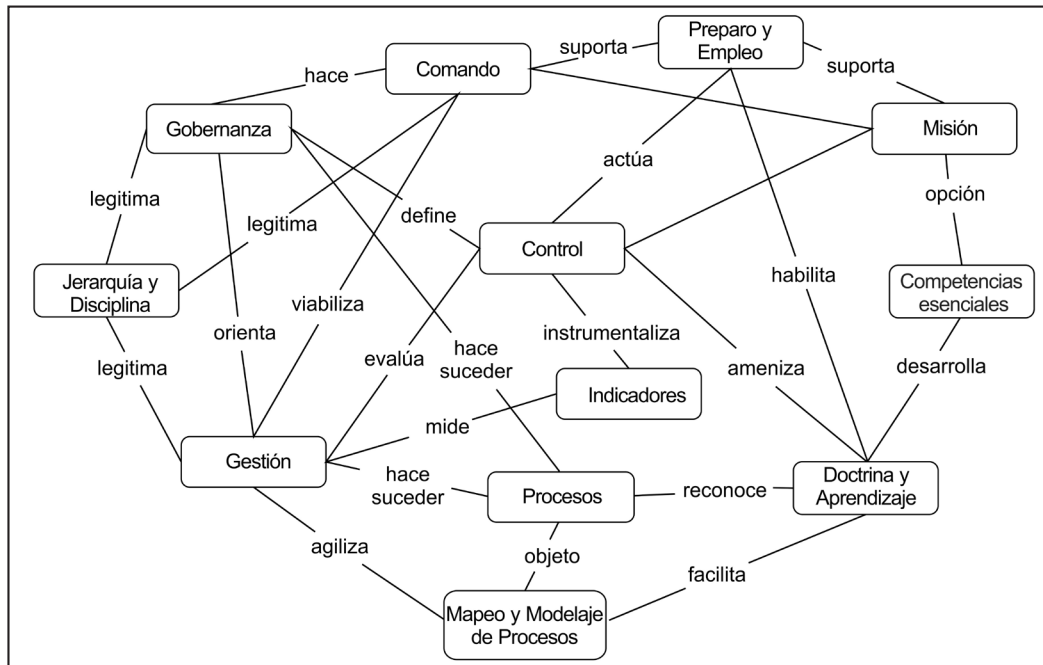 Preparo y
Empleo
suporta
suporta
Comando
hace
Gobernanza
Misión
actúa
opción
legitima
legitima
define
Control
Jerarquía y
Disciplina
habilita
Competencias
esenciales
viabiliza
orienta
instrumentaliza
evalúa
hace
suceder
ameniza
desarrolla
legitima
Indicadores
mide
Gestión
hace
suceder
Procesos
reconoce
Doctrina y
Aprendizaje
agiliza
objeto
facilita
Mapeo y Modelaje
de Procesos